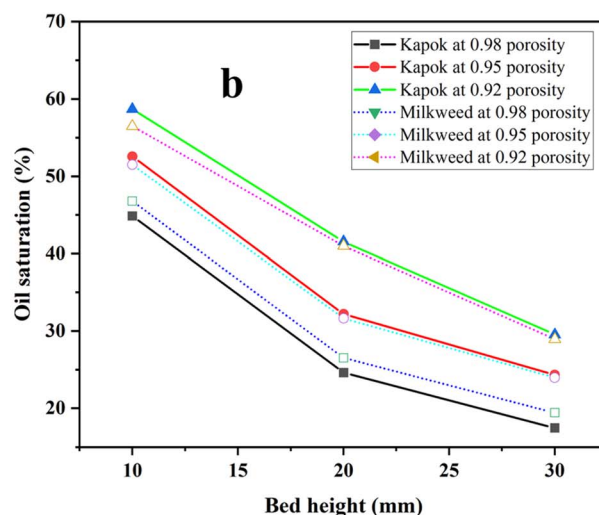 70
60
50
40
30
20
10
15
20
25
30
Oil saturation (%)
Bed height (mm)
b
Kapok at 0.98 porosity
Kapok at 0.95 porosity
Kapok at 0.92 porosity
Milkweed at 0.98 porosity
Milkweed at 0.95 porosity
Milkweed at 0.92 porosity